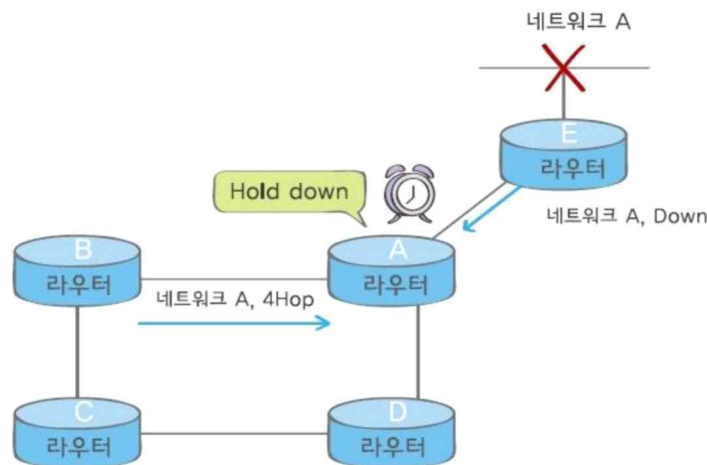 네트워크 A
E
라우터
Hold down
네트워크 A, Down
B
라우터
A
라우터
네트워크 A, 4Hop
C
라우터
D
라우터